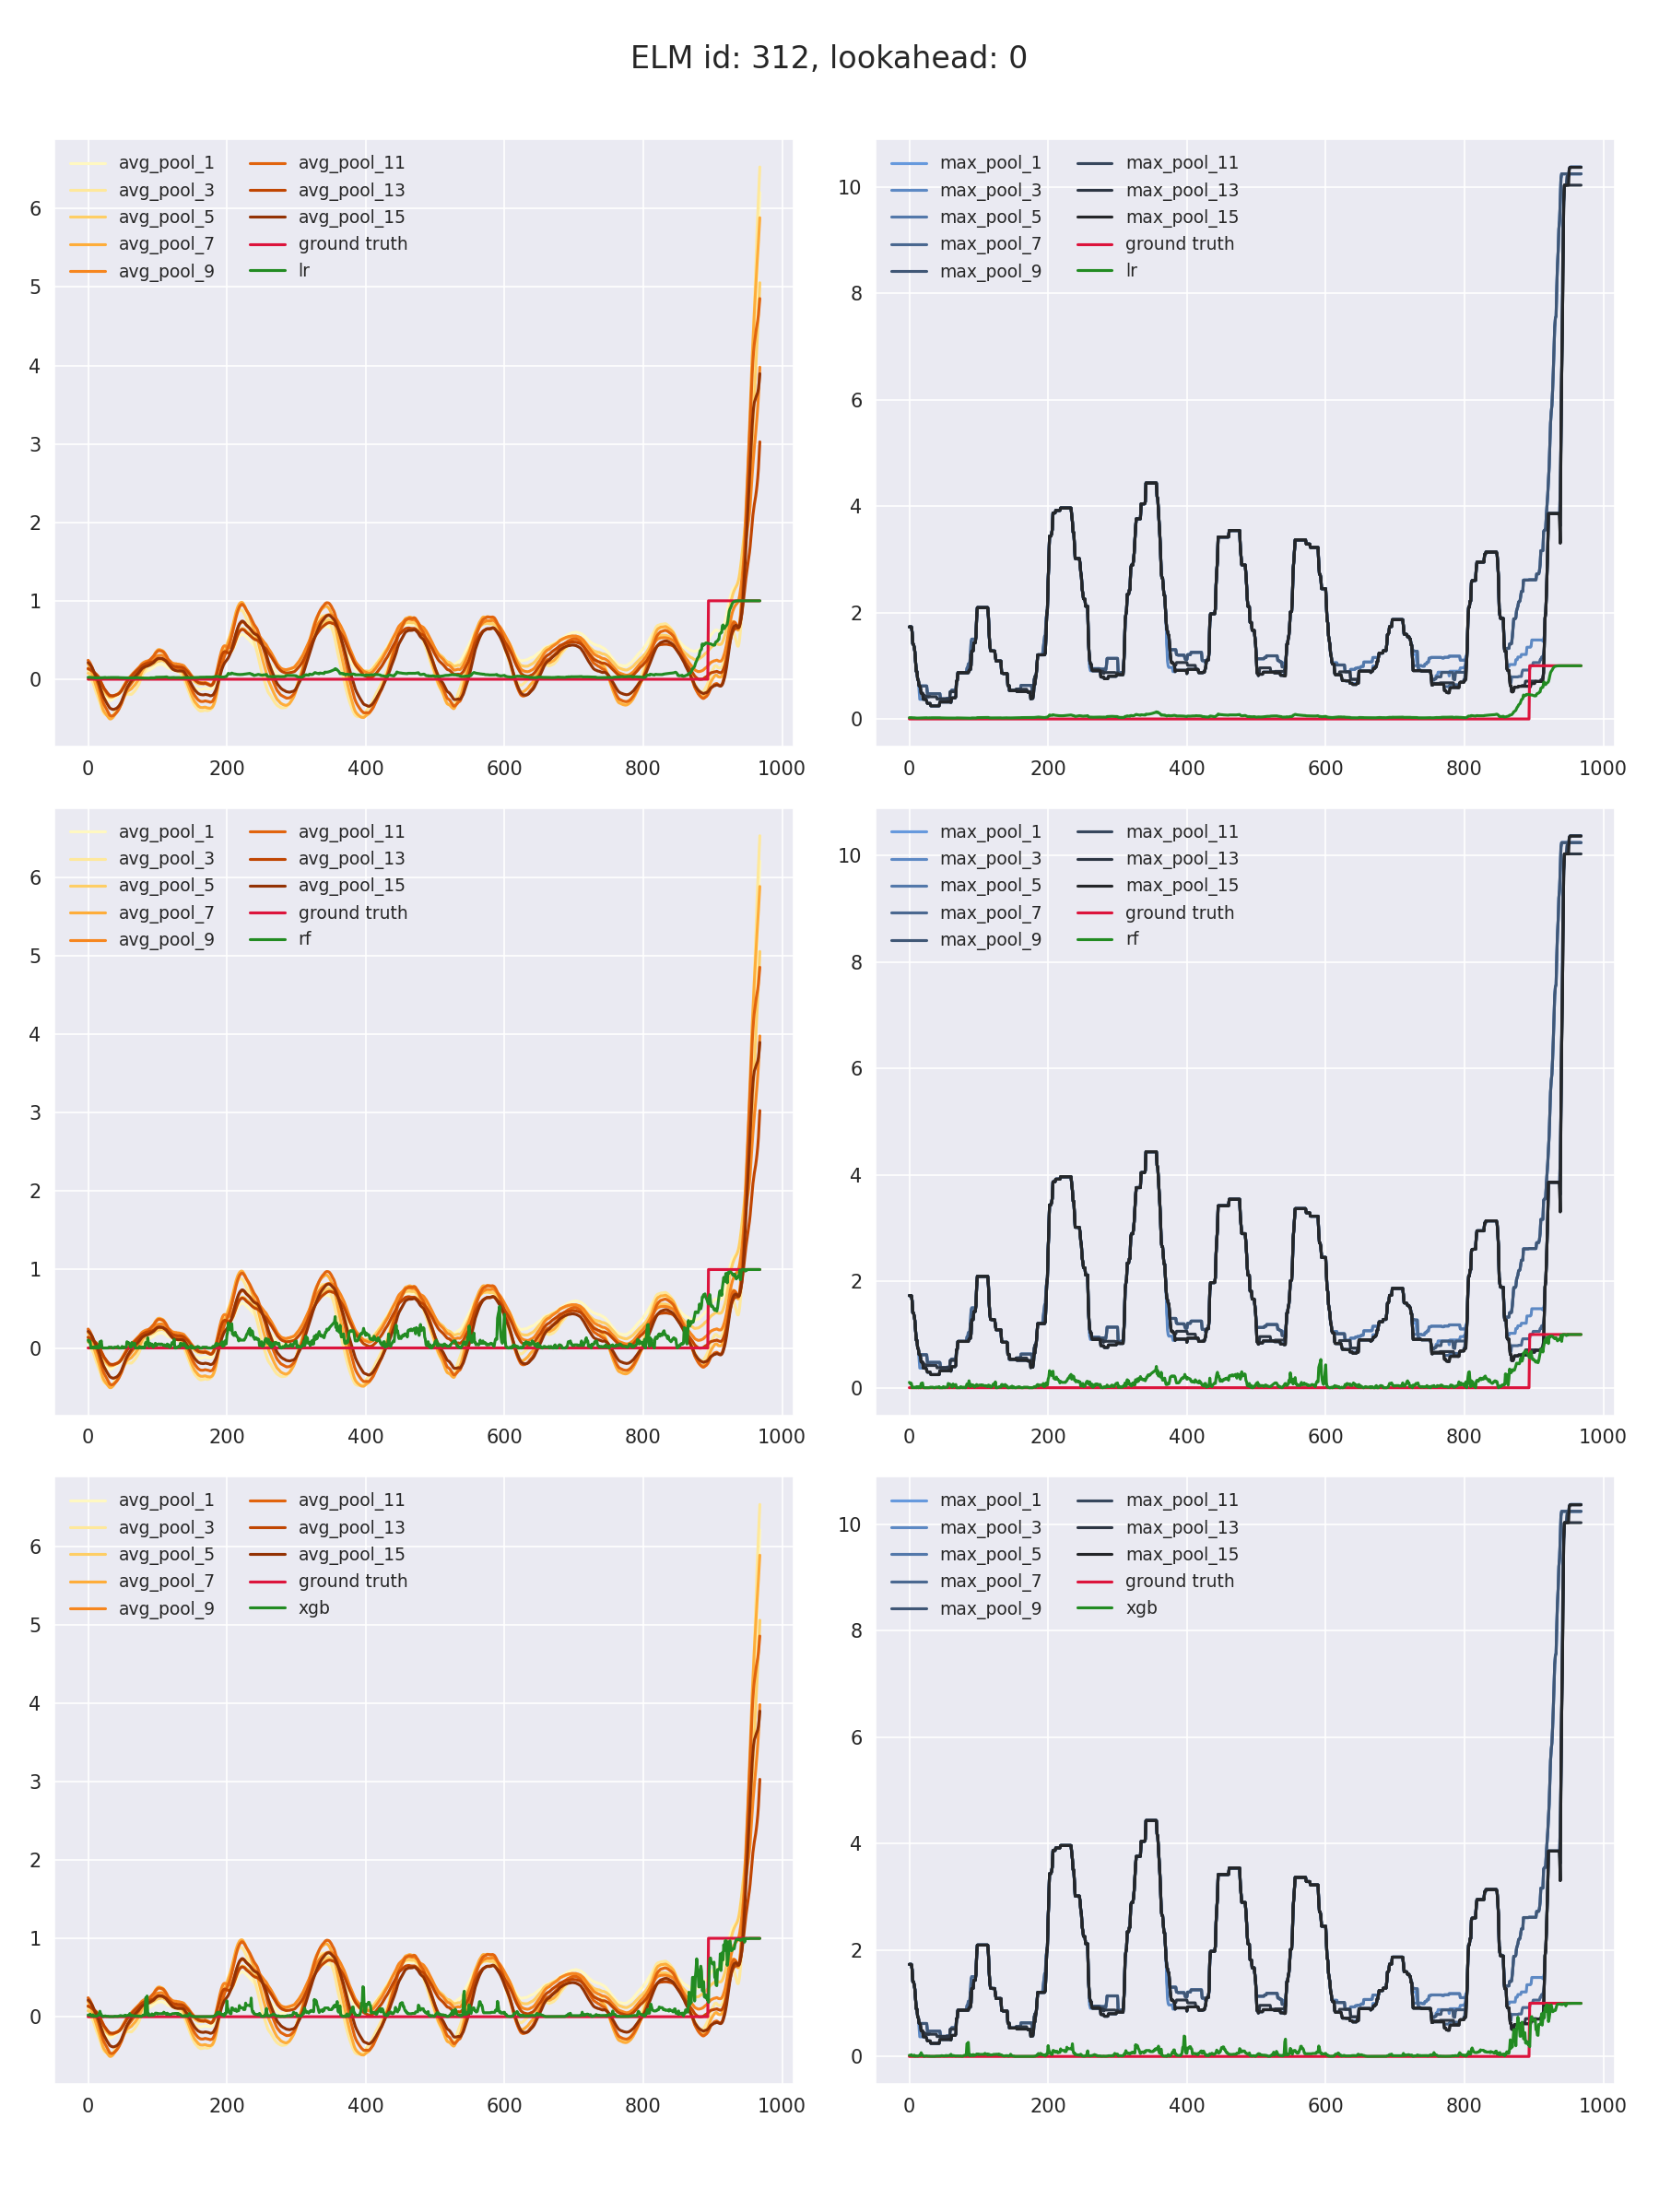 ELM id: 312, lookahead: 0
avg_pool_1 avg_pool_11
avg_pool_3 avg_pool_13
avg_pool_5 avg_pool_15
avg_pool_7 ground truth
avg_pool_9 lr
6
5
4
3
2
1
0
0 200 400 600 800 1000
max_pool_1 max_pool_11
max_pool_3 max_pool_13
max_pool_5 max_pool_15
max_pool_7 ground truth
max_pool_9 lr
10
8
6
4
2
0
0 200 400 600 800 1000
avg_pool_1 avg_pool_11
avg_pool_3 avg_pool_13
avg_pool_5 avg_pool_15
avg_pool_7 ground truth
avg_pool_9 rf
6
5
4
3
2
1
0
0 200 400 600 800 1000
max_pool_1 max_pool_11
max_pool_3 max_pool_13
max_pool_5 max_pool_15
max_pool_7 ground truth
max_pool_9 rf
10
8
6
4
2
0
0 200 400 600 800 1000
avg_pool_1 avg_pool_11
avg_pool_3 avg_pool_13
avg_pool_5 avg_pool_15
avg_pool_7 ground truth
avg_pool_9 xgb
6
5
4
3
2
1
0
0 200 400 600 800 1000
max_pool_1 max_pool_11
max_pool_3 max_pool_13
max_pool_5 max_pool_15
max_pool_7 ground truth
max_pool_9 xgb
10
8
6
4
2
0
0 200 400 600 800 1000